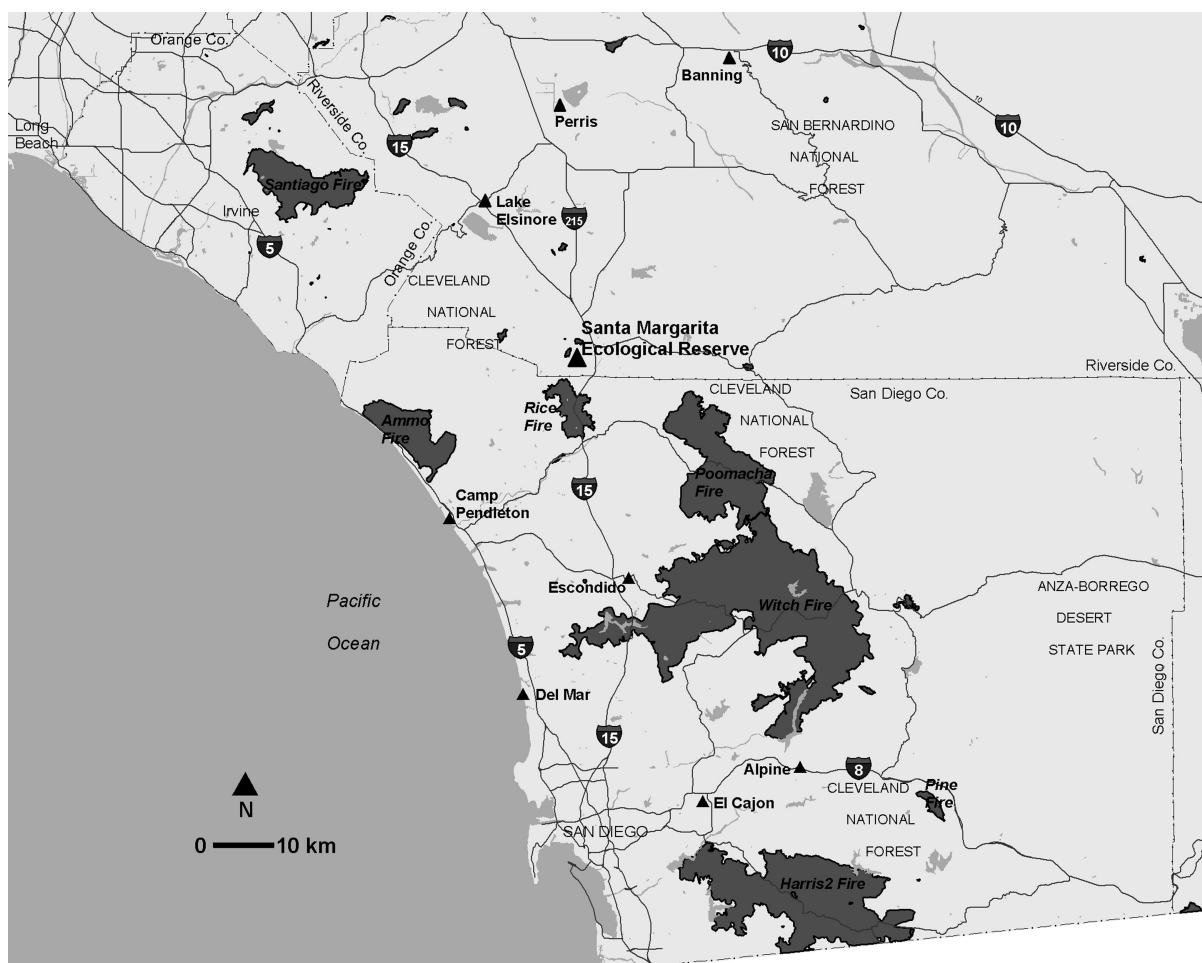 Orange Co.
10
Banning
Riverside Co.
Perris
10
10
Long
Beach
15
SAN BERNARDINO
NATIONAL
FOREST
Santiago Fire
Lake
Elsinore
Irvine
215
5
Orange Co.
CLEVELAND
NATIONAL
FOREST
Santa Margarita
Ecological Reserve
Riverside Co.
San Diego Co.
CLEVELAND
NATIONAL
FOREST
Ammo
Fire
Rice
Fire
Poomacha
Fire
15
Camp
Pendleton
Escondido
Witch Fire
ANZA-BORREGO
DESERT
STATE PARK
Pacific
Ocean
5
Del Mar
San Diego Co.
15
Alpine
8
CLEVELAND
NATIONAL
FOREST
Pine
Fire
El Cajon
N
0
10 km
SAN DIEGO
Harris2 Fire